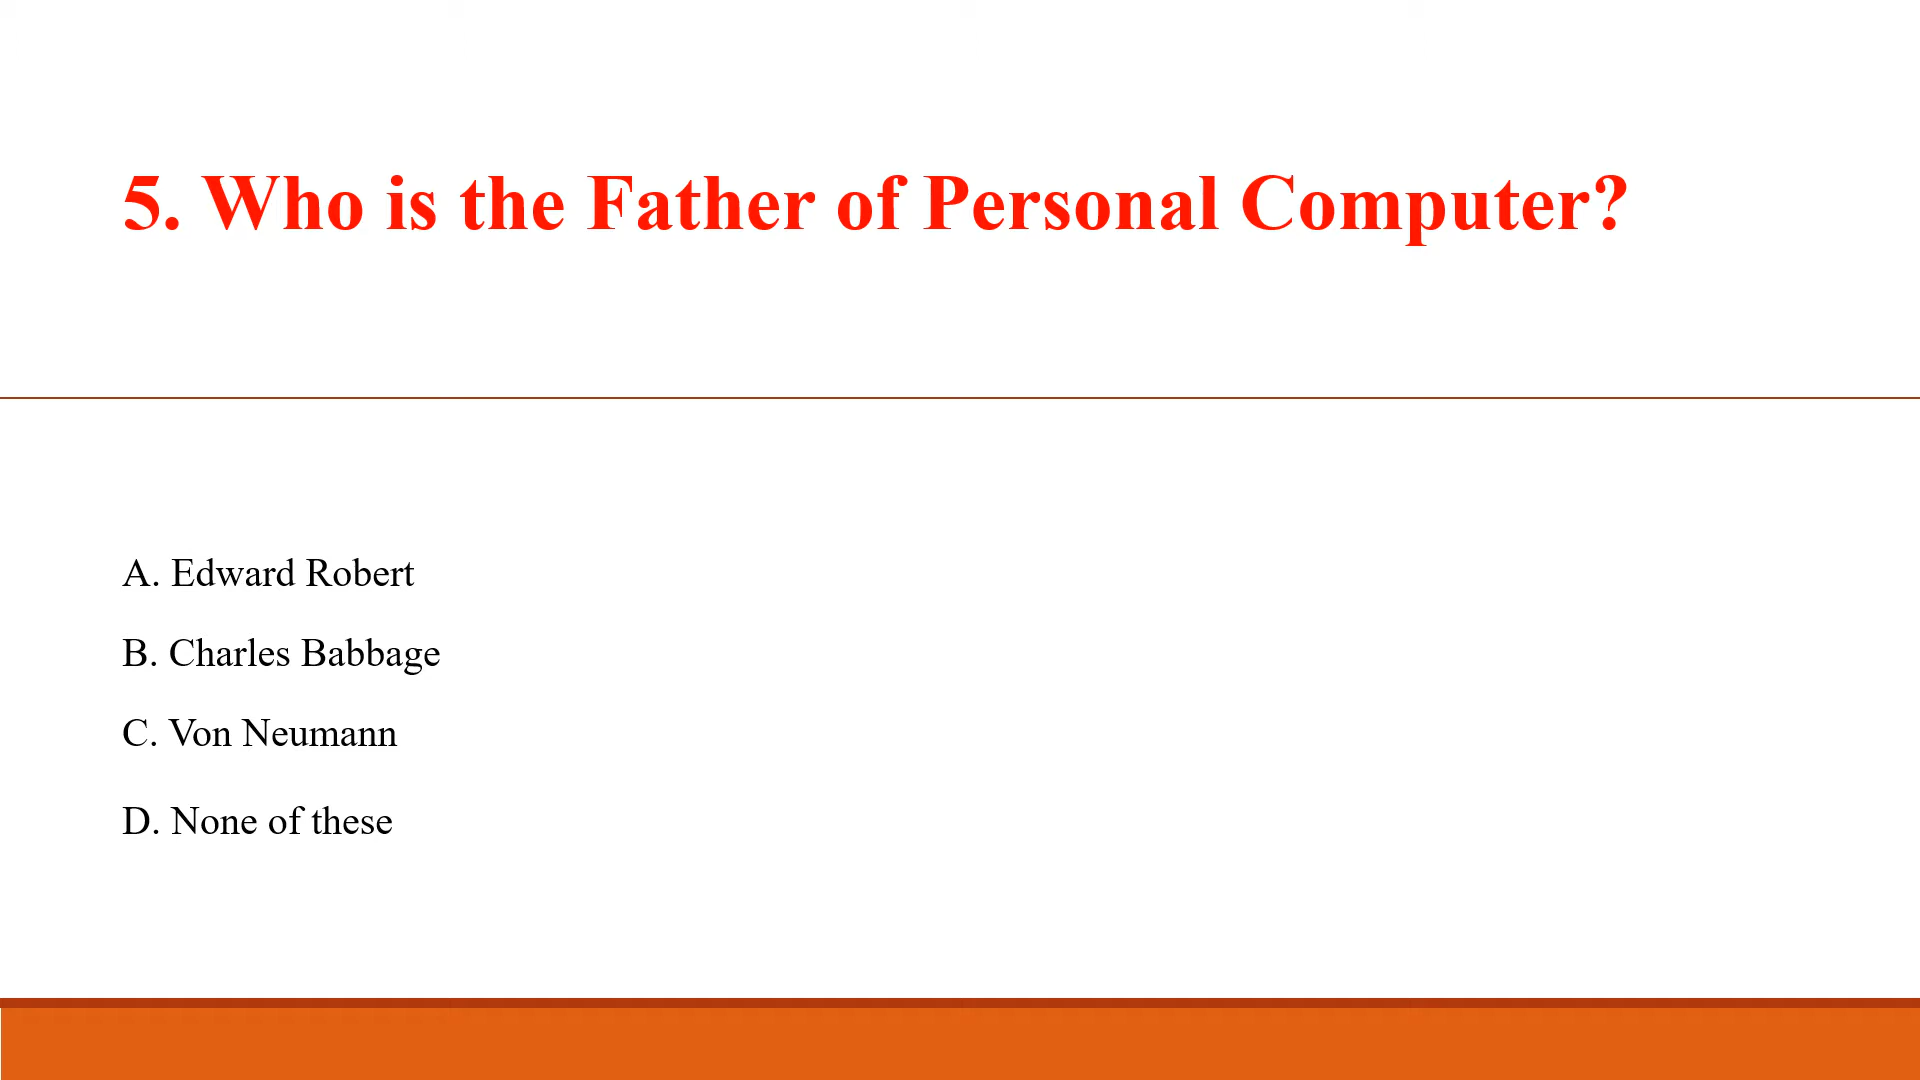 5. Who is the Father of Personal Computer?
A. Edward Robert
B. Charles Babbage
C. Von Neumann
D. None of these